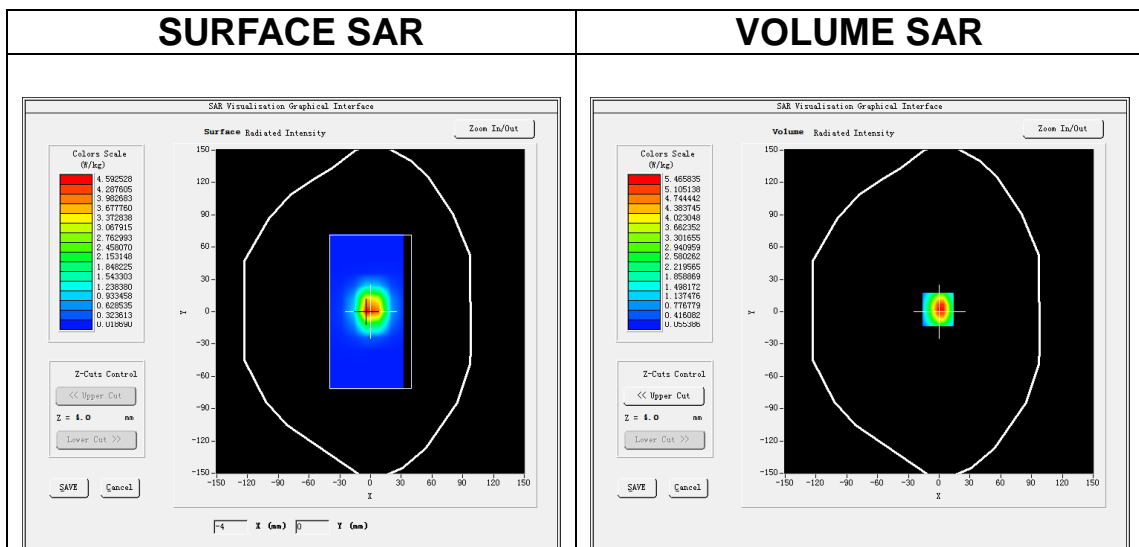 SURFACE SAR
VOLUME SAR
SAR Visualisation Graphical Interface
Surface Radiated Intensity
Zoom In/Out
Colors Scale
(W/kg)
4.592528
4.287605
3.982683
3.677760
3.372838
3.067915
2.762993
2.458070
2.153148
1.848225
1.543303
1.238380
0.933458
0.628535
0.323613
0.018690
150
120
90
60
30
0
-30
-60
-90
-120
-150
Y
-150 -120 -90 -60 -30 0 30 60 90 120 150
X
Z-Cuts Control
<< Upper Cut
Z = 4.0 mm
Lower Cut >>
SAVE Cancel
-4 X (mm) 0 Y (mm)
SAR Visualisation Graphical Interface
Volume Radiated Intensity
Zoom In/Out
Colors Scale
(W/kg)
5.465835
5.105138
4.744442
4.383745
4.023048
3.662352
3.301655
2.940959
2.580262
2.219565
1.858869
1.498172
1.137476
0.776779
0.416082
0.055386
150
120
90
60
30
0
-30
-60
-90
-120
-150
Y
-150 -120 -90 -60 -30 0 30 60 90 120 150
X
Z-Cuts Control
<< Upper Cut
Z = 4.0 mm
Lower Cut >>
SAVE Cancel